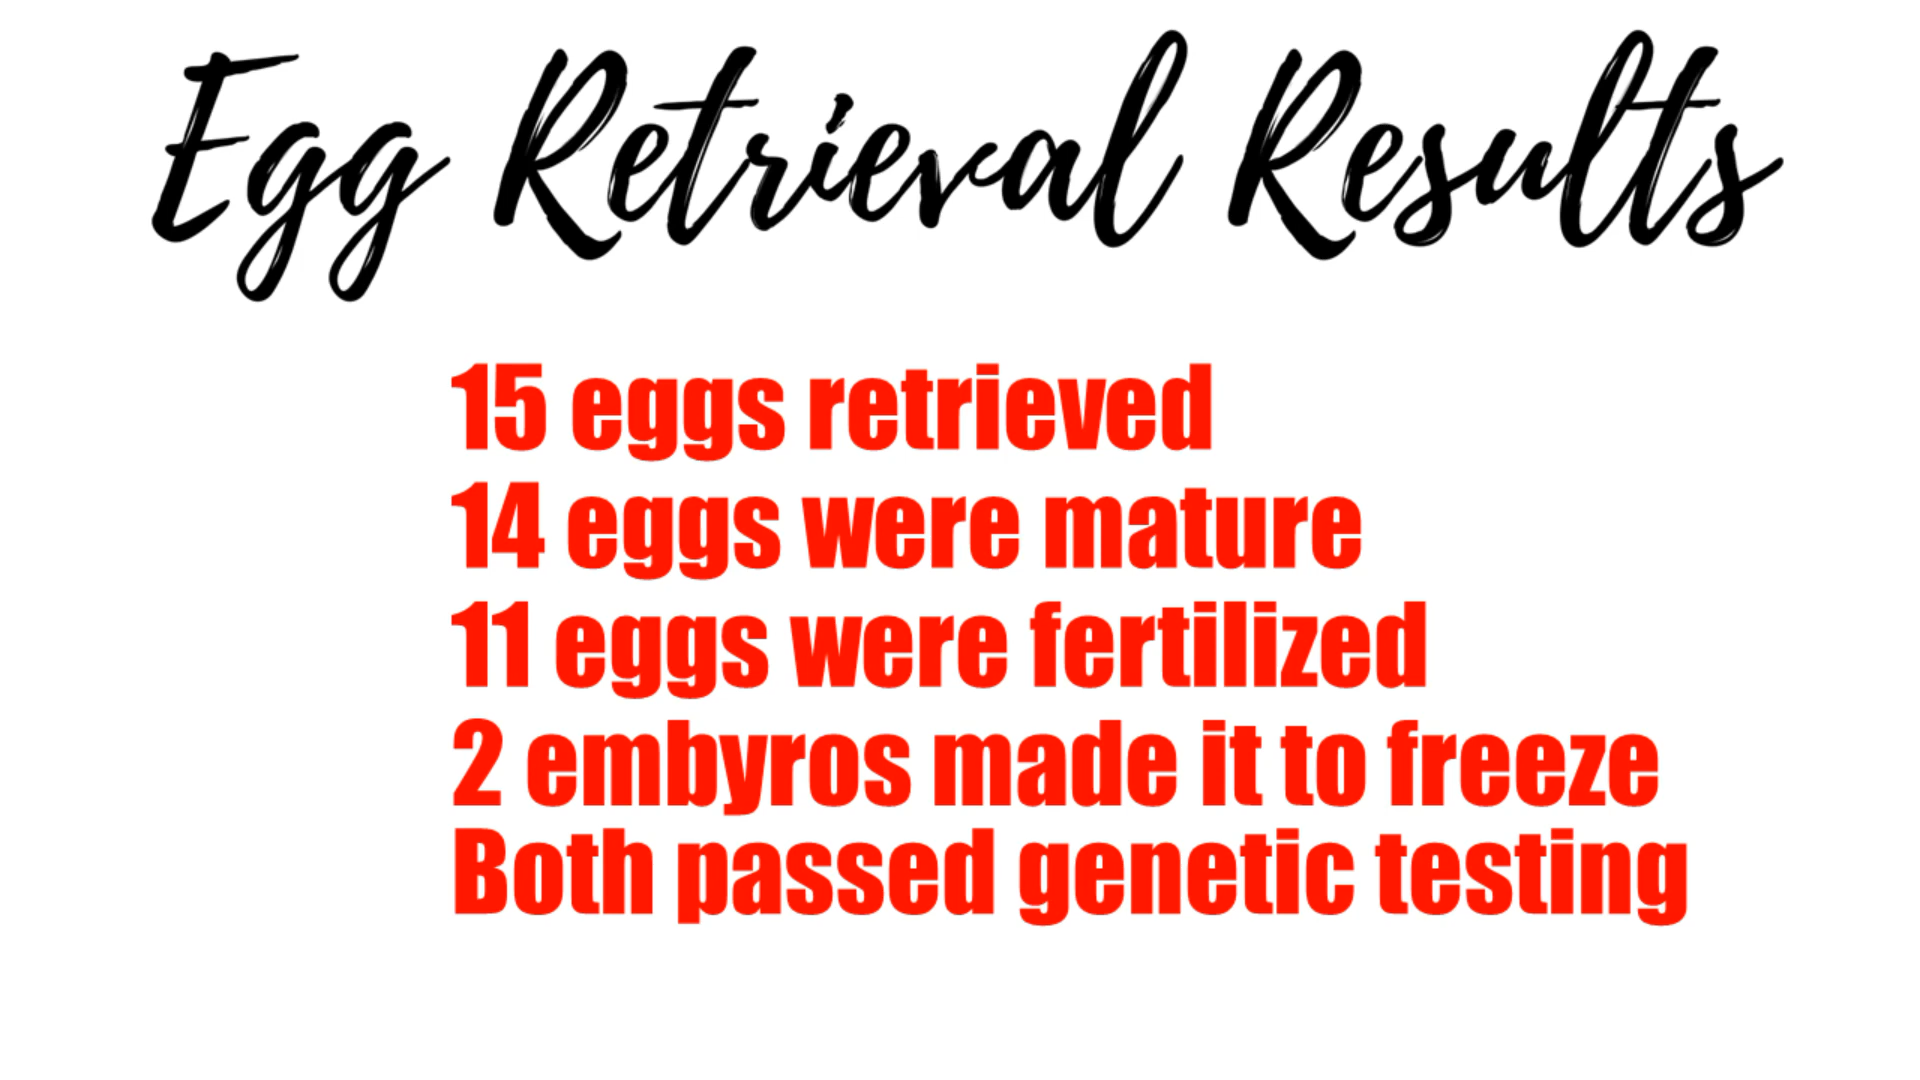 Egg Retrieval Results
15 eggs retrieved
14 eggs were mature
11 eggs were fertilized
2 embyros made it to freeze
Both passed genetic testing